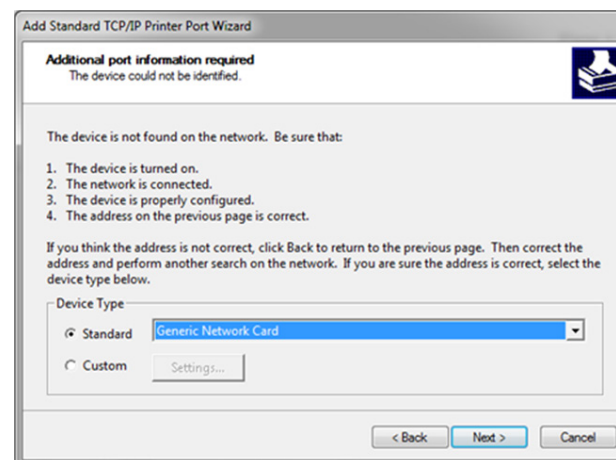 Add Standard TCP/IP Printer Port Wizard
Additional port information required
The device could not be identified.
The device is not found on the network. Be sure that:
1. The device is turned on.
2. The network is connected.
3. The device is properly configured.
4. The address on the previous page is correct.
If you think the address is not correct, click Back to return to the previous page. Then correct the
address and perform another search on the network. If you are sure the address is correct, select the
device type below.
Device Type
Standard Generic Network Card
Custom Settings...
< Back Next > Cancel